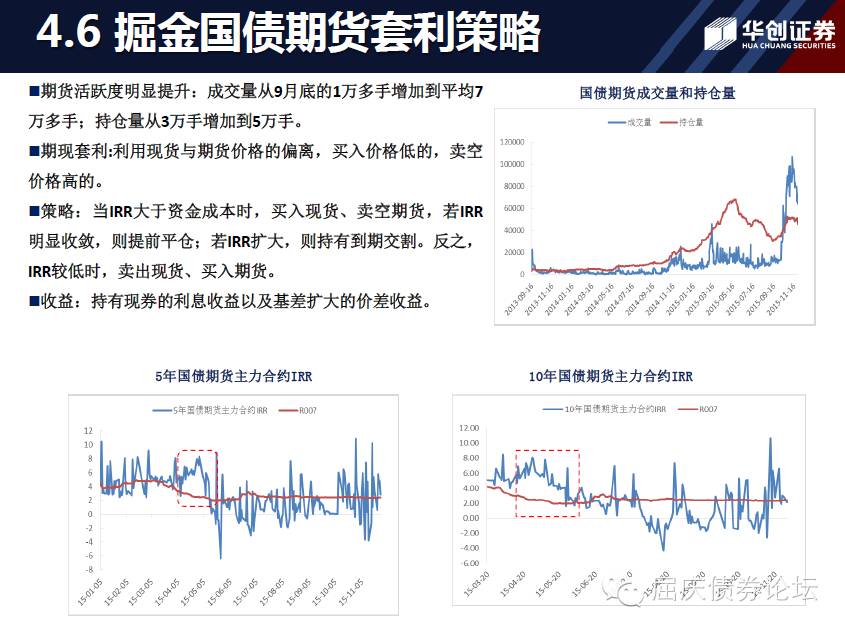 4.6 掘金国债期货套利策略
华创证券
HUA CHUANG SECURITIES
■期货活跃度明显提升：成交量从9月底的1万多手增加到平均7
万多手；持仓量从3万手增加到5万手。
■期现套利:利用现货与期货价格的偏离，买入价格低的，卖空
价格高的。
■策略：当IRR大于资金成本时，买入现货、卖空期货，若IRR
明显收敛，则提前平仓；若IRR扩大，则持有到期交割。反之，
IRR较低时，卖出现货、买入期货。
■收益：持有现券的利息收益以及基差扩大的价差收益。
国债期货成交量和持仓量
成交量 持仓量
120000
100000
80000
60000
40000
20000
0
2013-09-16 2013-11-16 2014-01-16 2014-03-16 2014-05-16 2014-07-16 2014-09-16 2014-11-16 2015-01-16 2015-03-16 2015-05-16 2015-07-16 2015-09-16 2015-11-16
5年国债期货主力合约IRR
5年国债期货主力合约IRR R007
12
10
8
6
4
2
0
-2
-4
-6
-8
15-01-05 15-02-05 15-03-05 15-04-05 15-05-05 15-06-05 15-07-05 15-08-05 15-09-05 15-10-05 15-11-05
10年国债期货主力合约IRR
10年国债期货主力合约IRR R007
12.00
10.00
8.00
6.00
4.00
2.00
0.00
-2.00
-4.00
-6.00
15-03-20 15-04-20 15-05-20 15-06-20
屈庆债券论坛